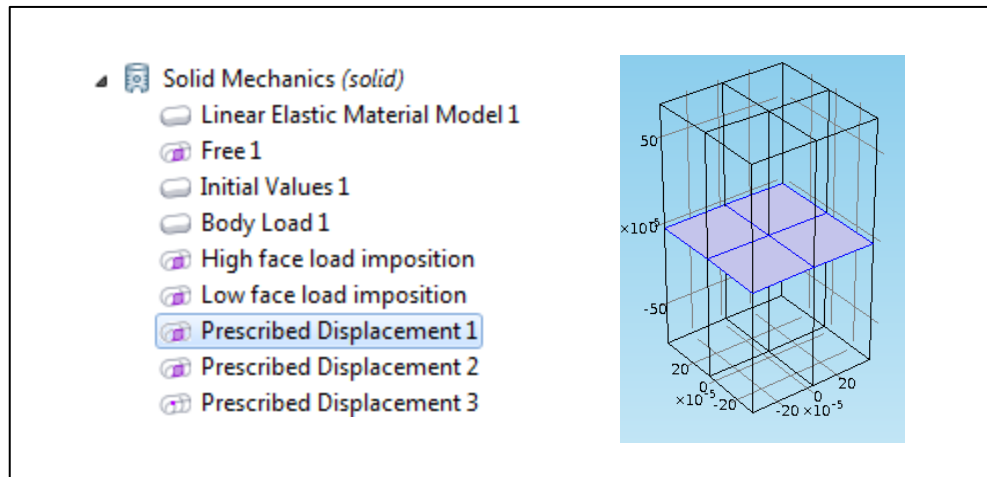 Solid Mechanics (solid)
Linear Elastic Material Model 1
Free 1
Initial Values 1
Body Load 1
High face load imposition
Low face load imposition
Prescribed Displacement 1
Prescribed Displacement 2
Prescribed Displacement 3
50
×10⁻⁵
0
-50
20
0
×10⁻⁵
-20
20
0
-20
×10⁻⁵